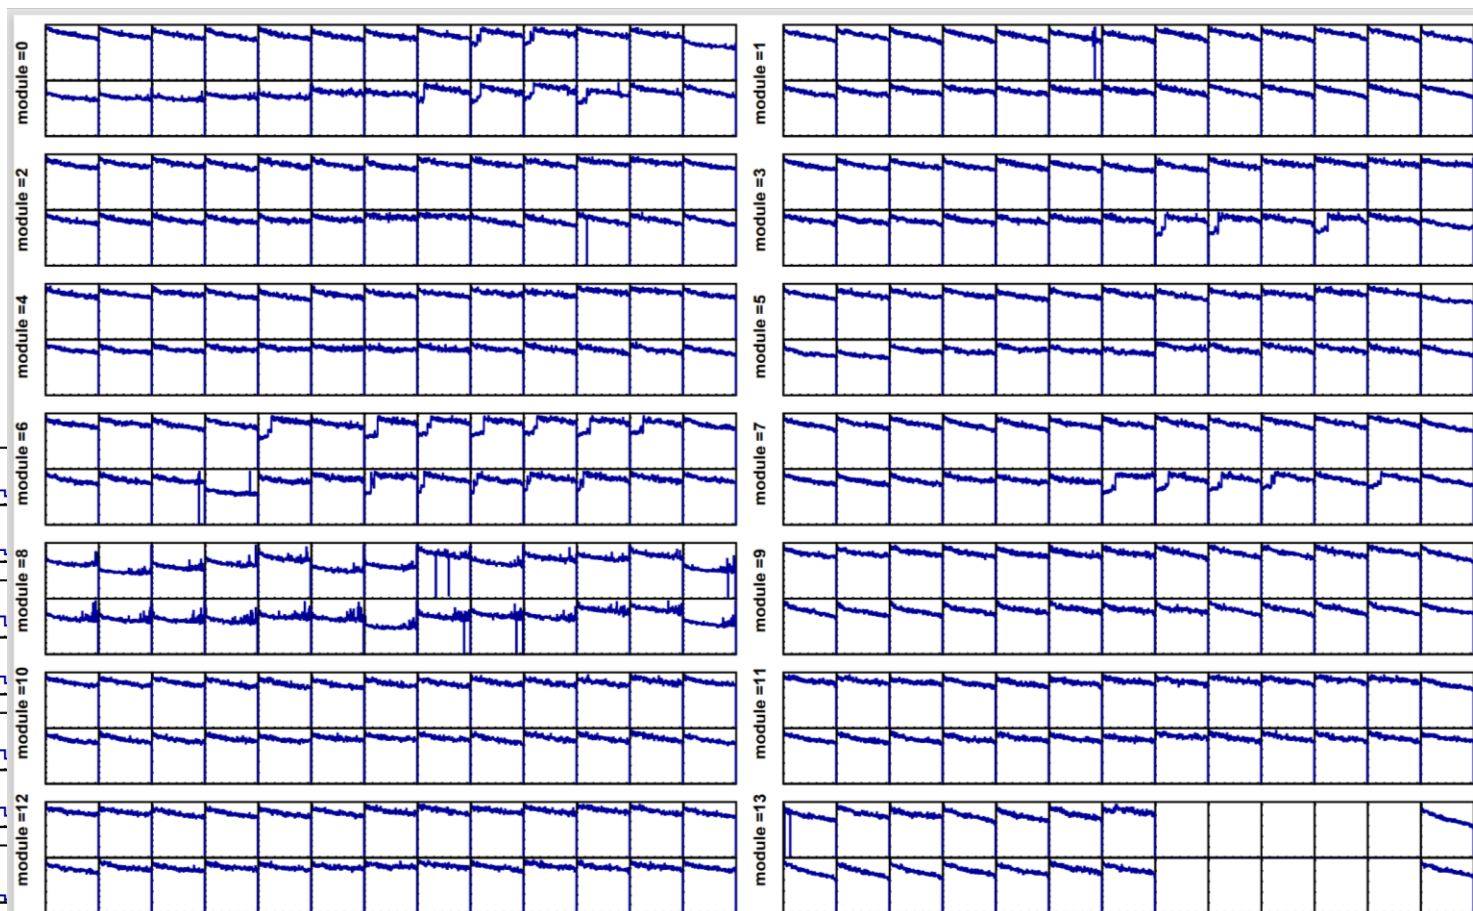 module =0
module =1
module =2
module =3
module =4
module =5
module =6
module =7
module =8
module =9
module =10
module =11
module =12
module =13